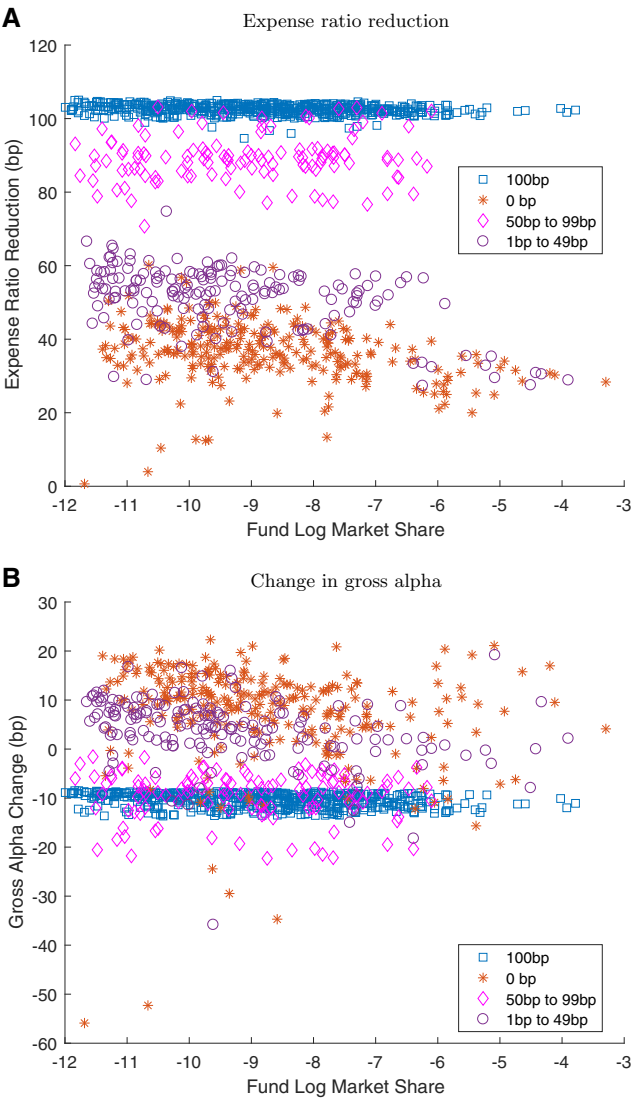 A
Expense ratio reduction
120
100
80
60
40
20
0
Expense Ratio Reduction (bp)
100bp
0 bp
50bp to 99bp
1bp to 49bp
-12 -11 -10 -9 -8 -7 -6 -5 -4 -3
Fund Log Market Share
B
Change in gross alpha
30
20
10
0
-10
-20
-30
-40
-50
-60
Gross Alpha Change (bp)
100bp
0 bp
50bp to 99bp
1bp to 49bp
-12 -11 -10 -9 -8 -7 -6 -5 -4 -3
Fund Log Market Share